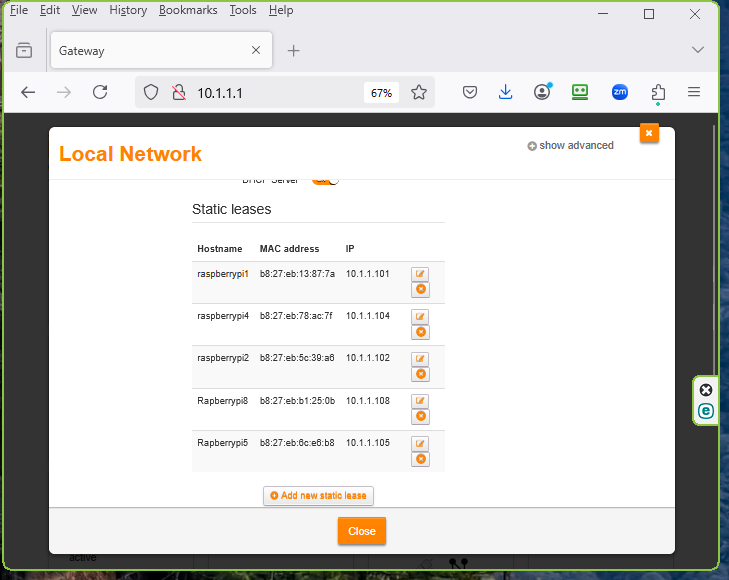 File Edit View History Bookmarks Tools Help
Gateway
10.1.1.1 67% zm
Local Network
show advanced
DHCP Server
Static leases
Hostname MAC address IP
raspberrypi1 b8:27:eb:13:87:7a 10.1.1.101
raspberrypi4 b8:27:eb:78:ac:7f 10.1.1.104
raspberrypi2 b8:27:eb:5c:39:a6 10.1.1.102
Rapberrypi8 b8:27:eb:b1:25:0b 10.1.1.108
Rapberrypi5 b8:27:eb:6c:e6:b8 10.1.1.105
Add new static lease
Close
active